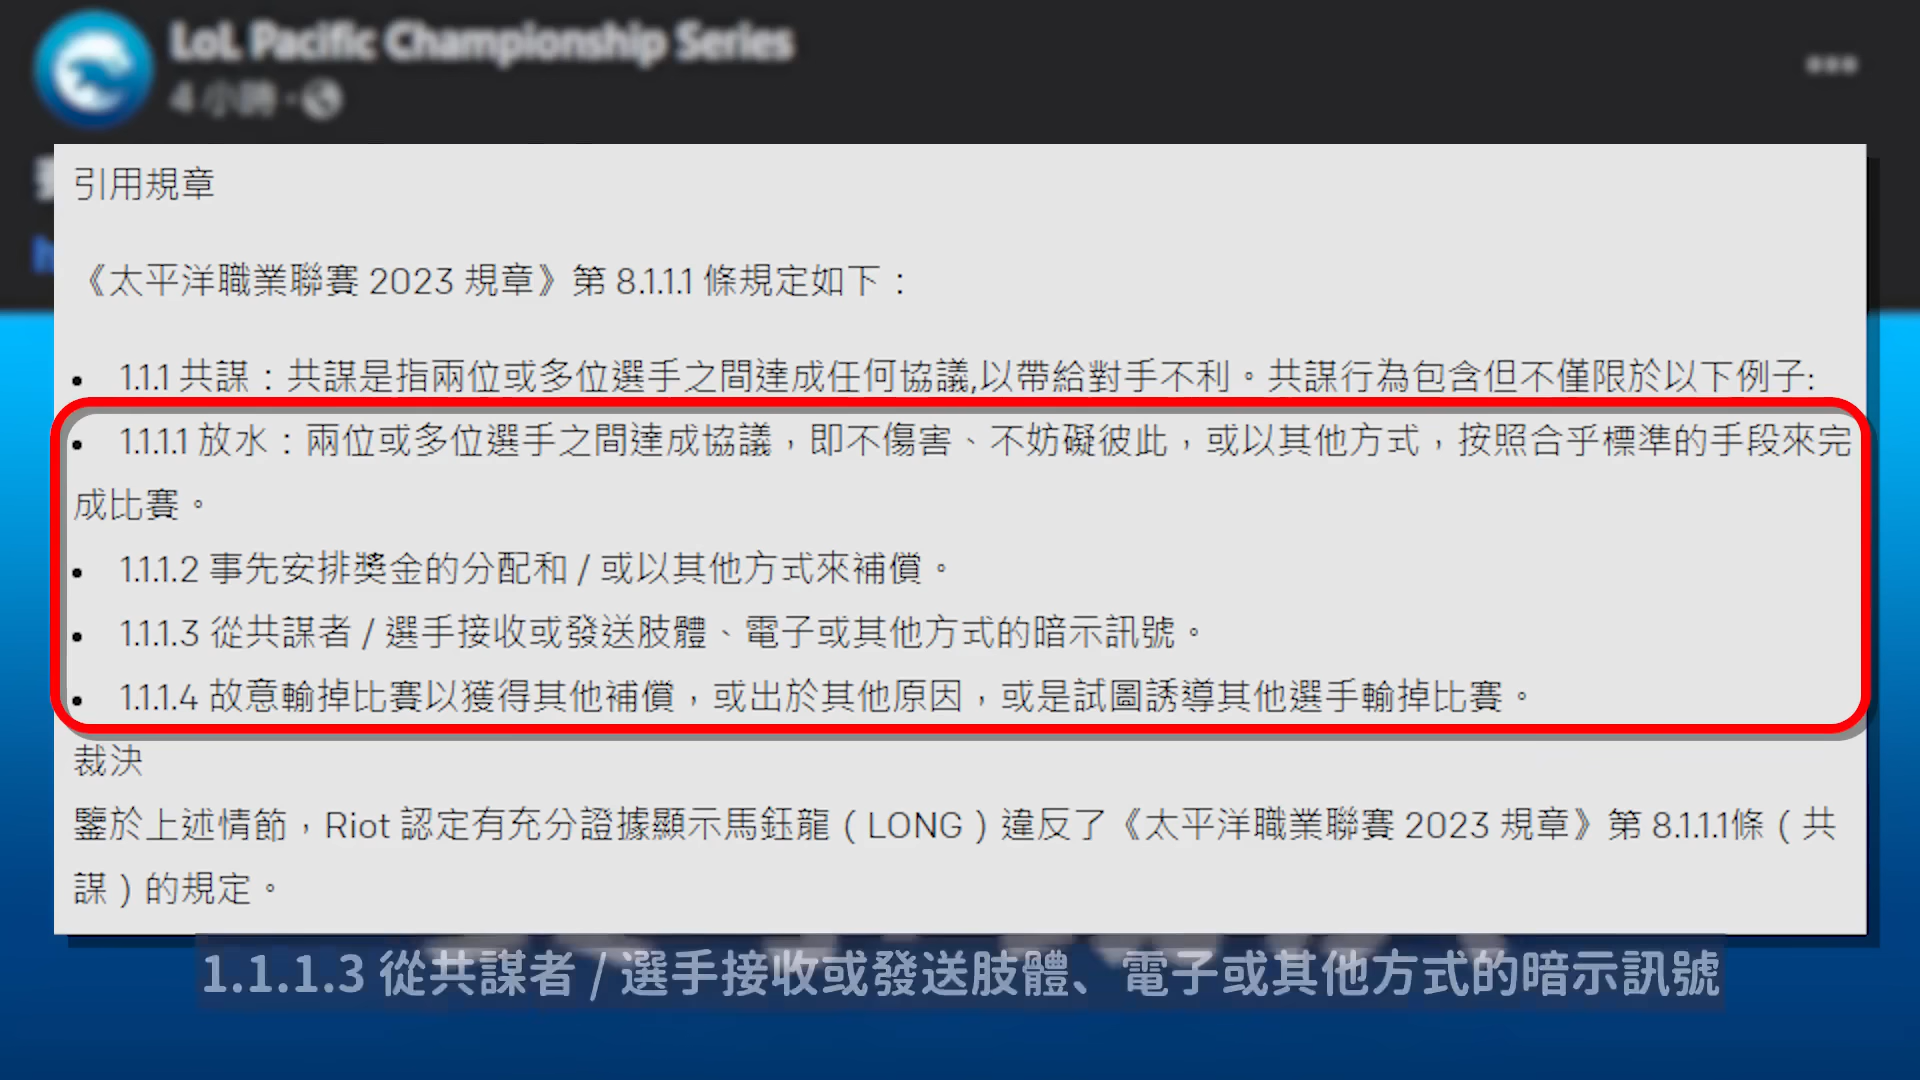 LoL Pacific Championship Series
4 小時 ·
引用規章
《太平洋職業聯賽 2023 規章》第 8.1.1.1 條規定如下：
• 1.1.1 共謀：共謀是指兩位或多位選手之間達成任何協議,以帶給對手不利。共謀行為包含但不僅限於以下例子:
• 1.1.1.1 放水：兩位或多位選手之間達成協議，即不傷害、不妨礙彼此，或以其他方式，按照合乎標準的手段來完
成比賽。
• 1.1.1.2 事先安排獎金的分配和 / 或以其他方式來補償。
• 1.1.1.3 從共謀者 / 選手接收或發送肢體、電子或其他方式的暗示訊號。
• 1.1.1.4 故意輸掉比賽以獲得其他補償，或出於其他原因，或是試圖誘導其他選手輸掉比賽。
裁決
鑒於上述情節，Riot 認定有充分證據顯示馬鈺龍（LONG）違反了《太平洋職業聯賽 2023 規章》第 8.1.1.1條（共
謀）的規定。
1.1.1.3 從共謀者 / 選手接收或發送肢體、電子或其他方式的暗示訊號